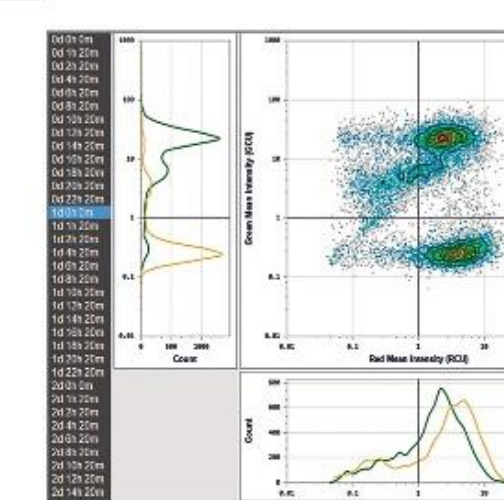 0d 0h 0m
0d 1h 20m
0d 2h 20m
0d 4h 20m
0d 6h 20m
0d 8h 20m
0d 10h 20m
0d 12h 20m
0d 14h 20m
0d 16h 20m
0d 18h 20m
0d 20h 20m
0d 22h 20m
1d 0h 0m
1d 1h 20m
1d 2h 20m
1d 4h 20m
1d 6h 20m
1d 8h 20m
1d 10h 20m
1d 12h 20m
1d 14h 20m
1d 16h 20m
1d 18h 20m
1d 20h 20m
1d 22h 20m
2d 0h 0m
2d 1h 20m
2d 2h 20m
2d 4h 20m
2d 6h 20m
2d 8h 20m
2d 10h 20m
2d 12h 20m
2d 14h 20m
1000
100
10
1
0.1
0.01
0 100 1000
Count
Green Mean Intensity (GCU)
1000
100
10
1
0.1
0.01
0.01 0.1 1 10
Red Mean Intensity (RCU)
Count
600
400
200
0
0.01 0.1 1 10